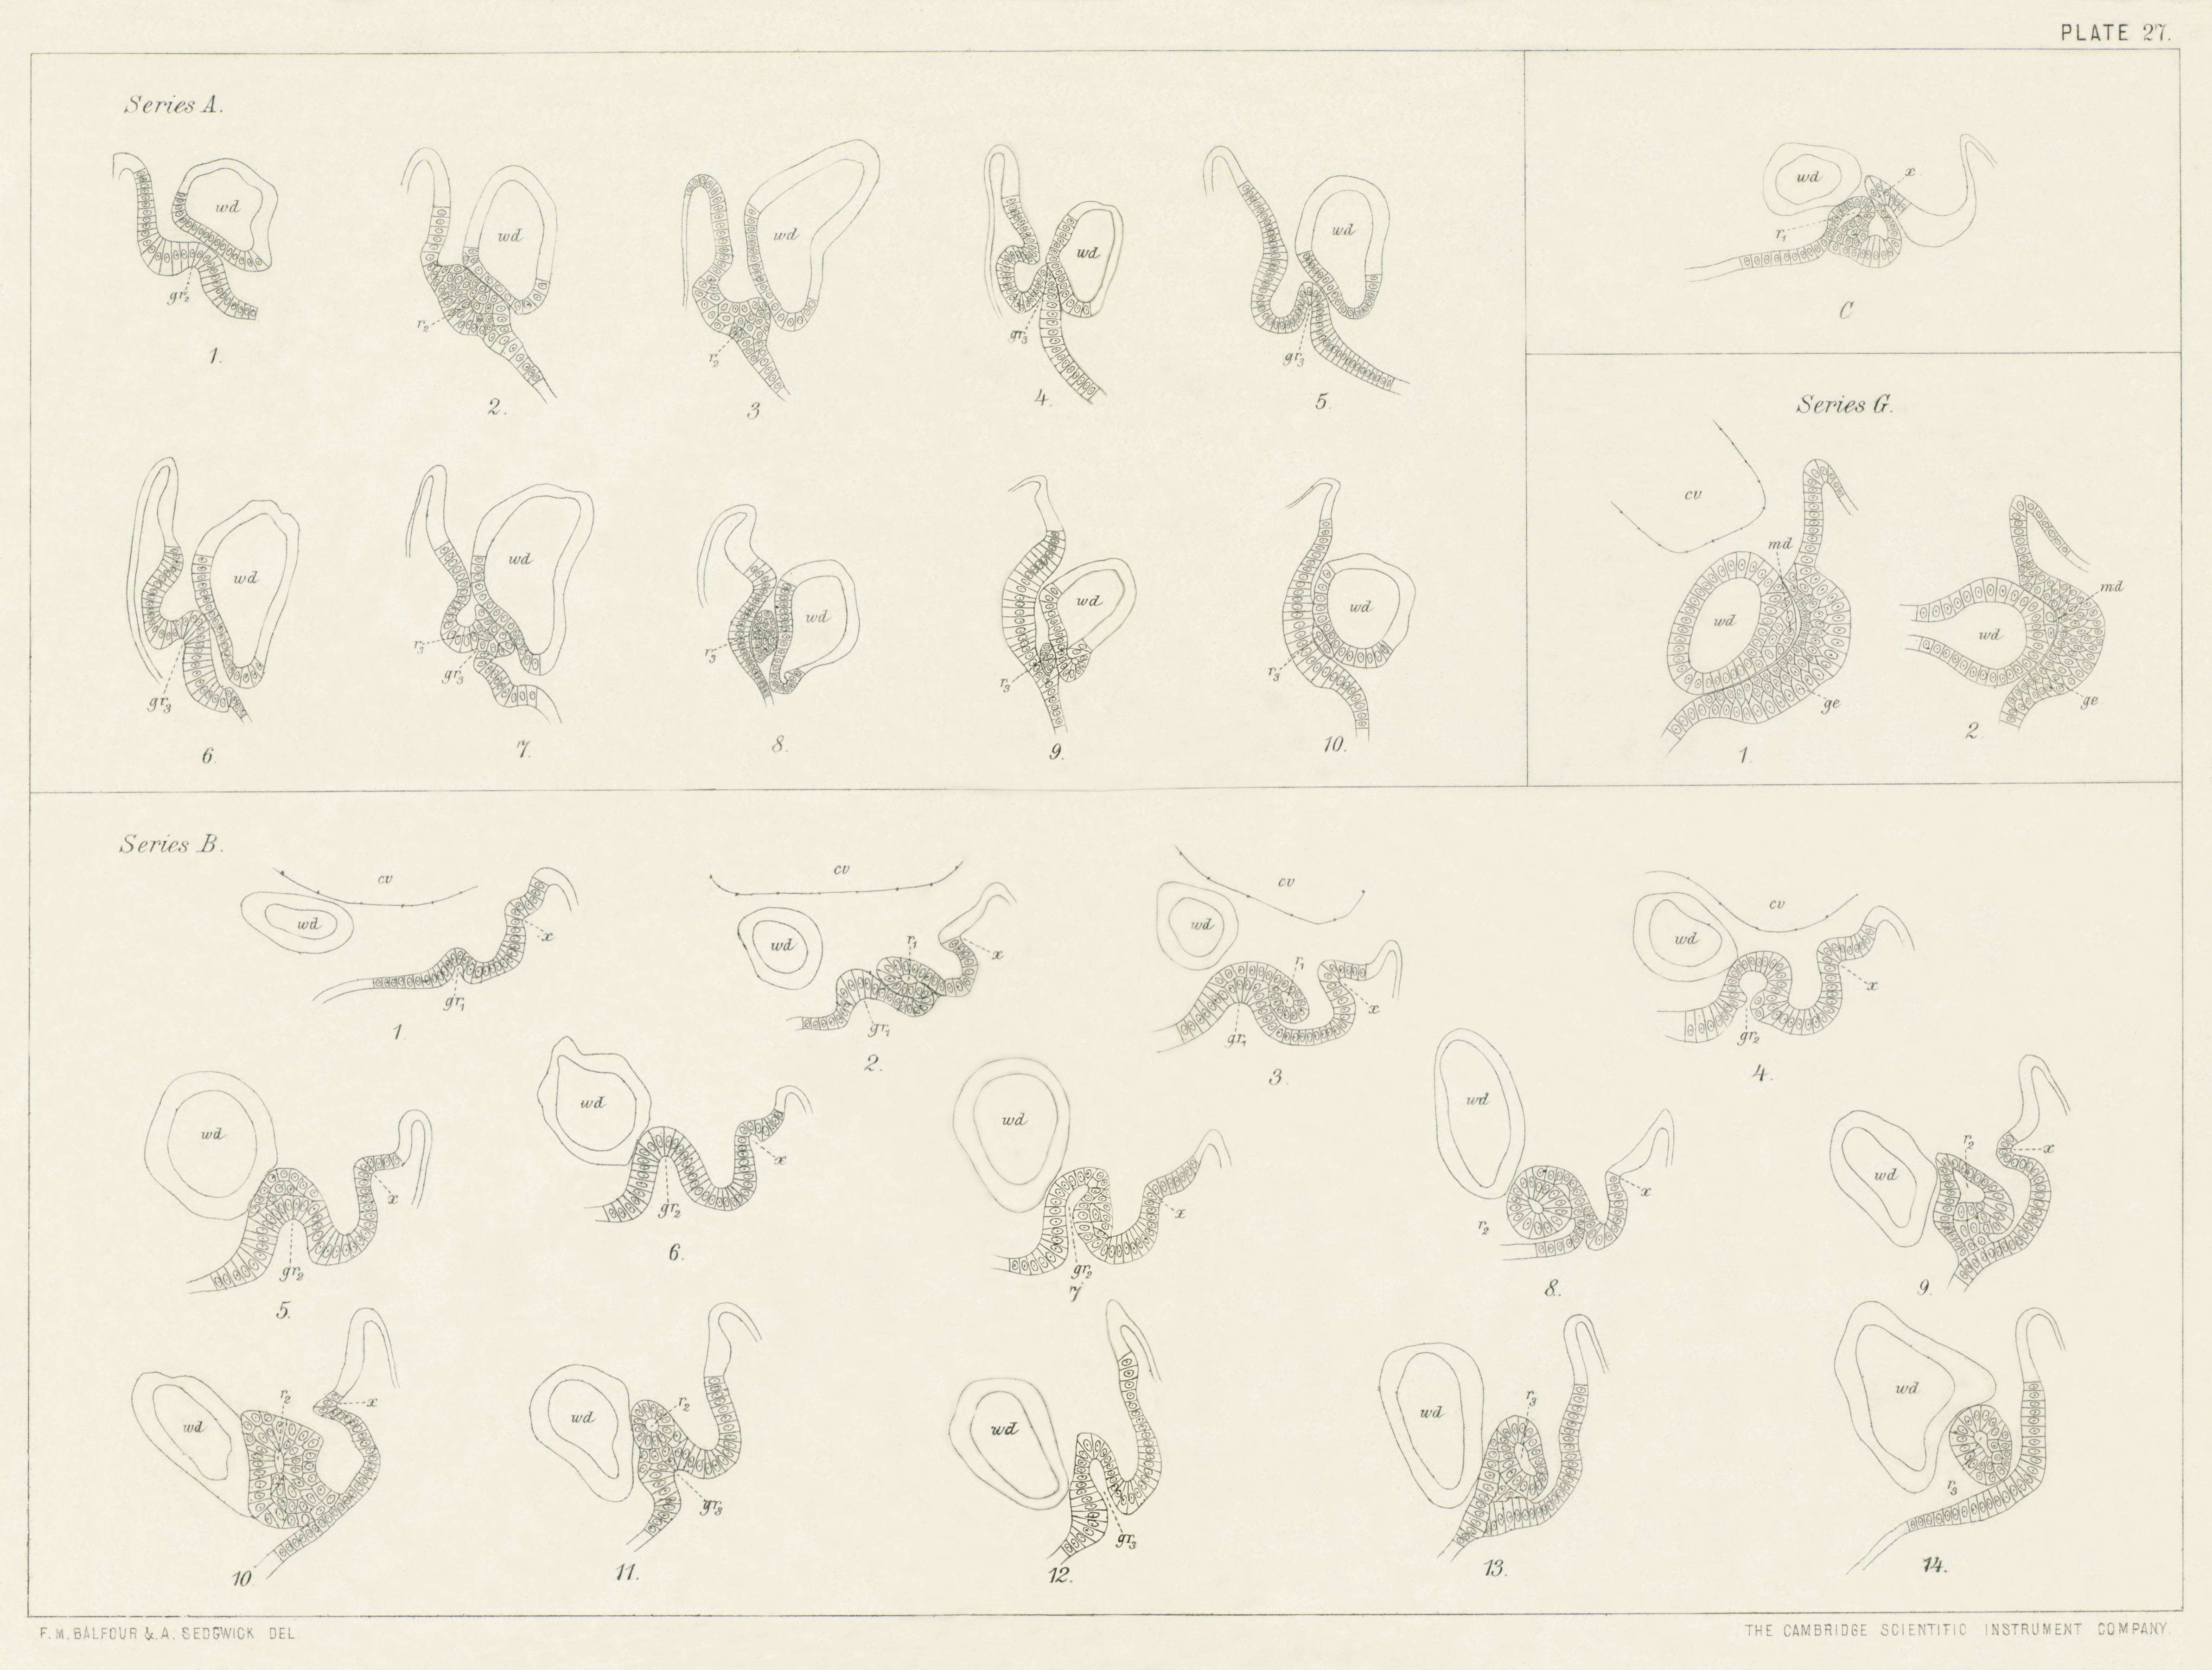 PLATE 27.
Series A.
wd
gr2
1.
wd
r2
2.
wd
r2
3
wd
gr3
4.
wd
gr3
5.
wd
gr3
6.
wd
r3
gr3
7.
wd
r3
8.
wd
r3
9.
wd
r3
10.
wd
x
r1
C
Series G.
cv
md
wd
ge
1.
md
wd
ge
2.
Series B.
cv
wd
x
gr1
1.
cv
wd
r1
x
gr1
2.
cv
wd
r1
x
gr1
3.
cv
wd
x
gr2
4.
wd
x
gr2
5.
wd
x
gr2
6.
wd
x
gr2
7
wd
x
r2
8.
wd
r2
x
9.
wd
r2
x
10
wd
r2
gr3
11.
wd
gr3
12.
wd
r3
13.
wd
r3
14.
F. M. BALFOUR & A. SEDGWICK DEL
THE CAMBRIDGE SCIENTIFIC INSTRUMENT COMPANY.